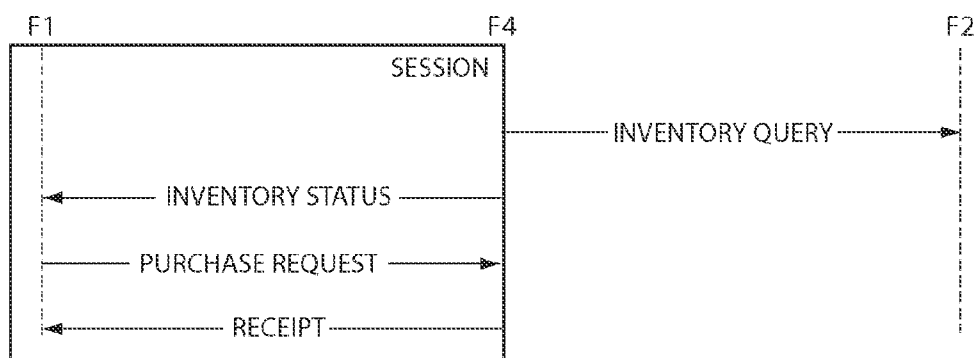 F1 F4 F2
SESSION
INVENTORY QUERY
INVENTORY STATUS
PURCHASE REQUEST
RECEIPT